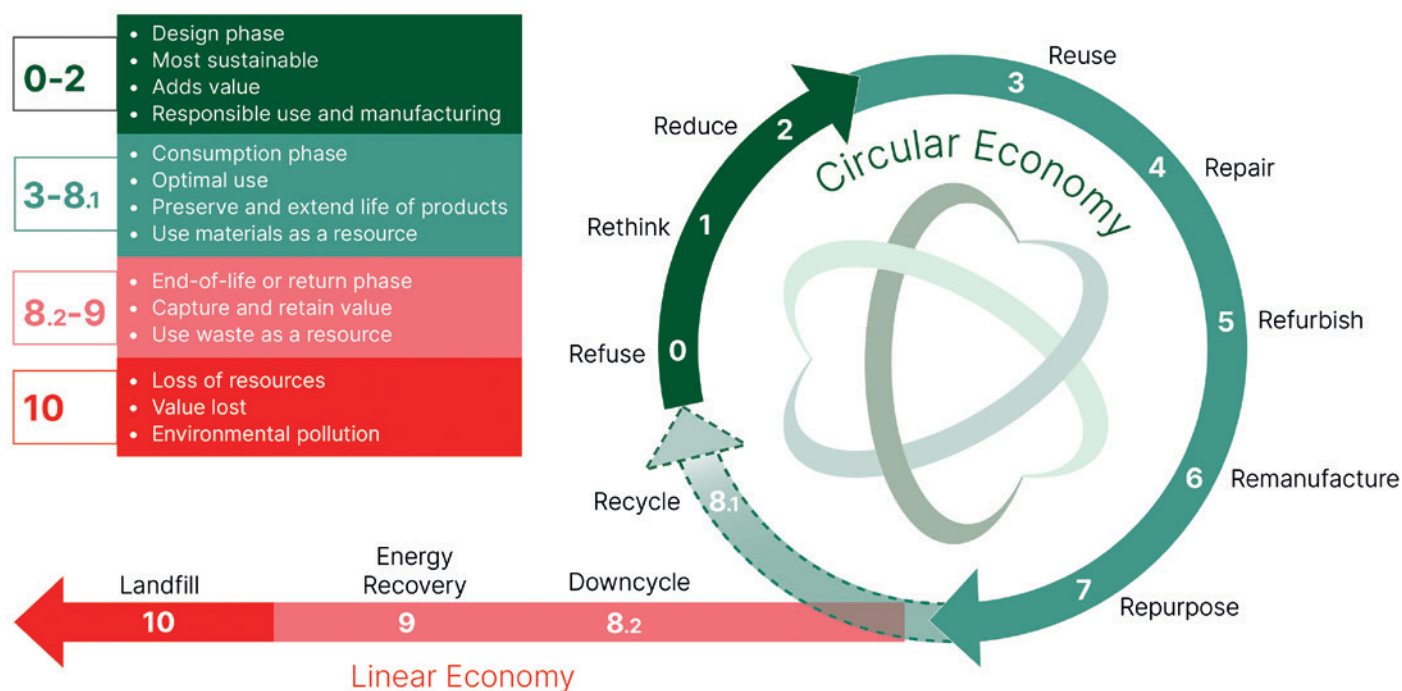 0-2
• Design phase
• Most sustainable
• Adds value
• Responsible use and manufacturing
3-8.1
• Consumption phase
• Optimal use
• Preserve and extend life of products
• Use materials as a resource
8.2-9
• End-of-life or return phase
• Capture and retain value
• Use waste as a resource
10
• Loss of resources
• Value lost
• Environmental pollution
Circular Economy
Refuse 0
Rethink 1
Reduce 2
3 Reuse
4 Repair
5 Refurbish
6 Remanufacture
7 Repurpose
Recycle 8.1
Downcycle
8.2
Energy
Recovery
9
Landfill
10
Linear Economy